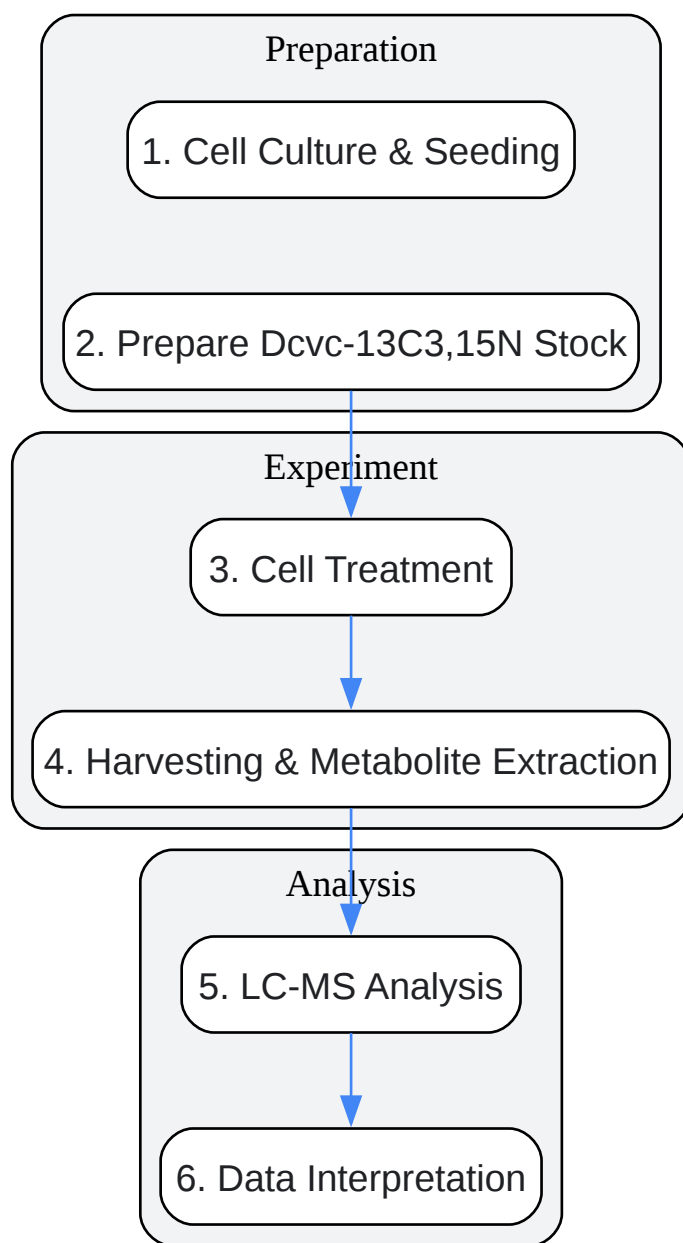 Preparation
1. Cell Culture & Seeding
2. Prepare Dcvc-13C3,15N Stock
Experiment
3. Cell Treatment
4. Harvesting & Metabolite Extraction
Analysis
5. LC-MS Analysis
6. Data Interpretation